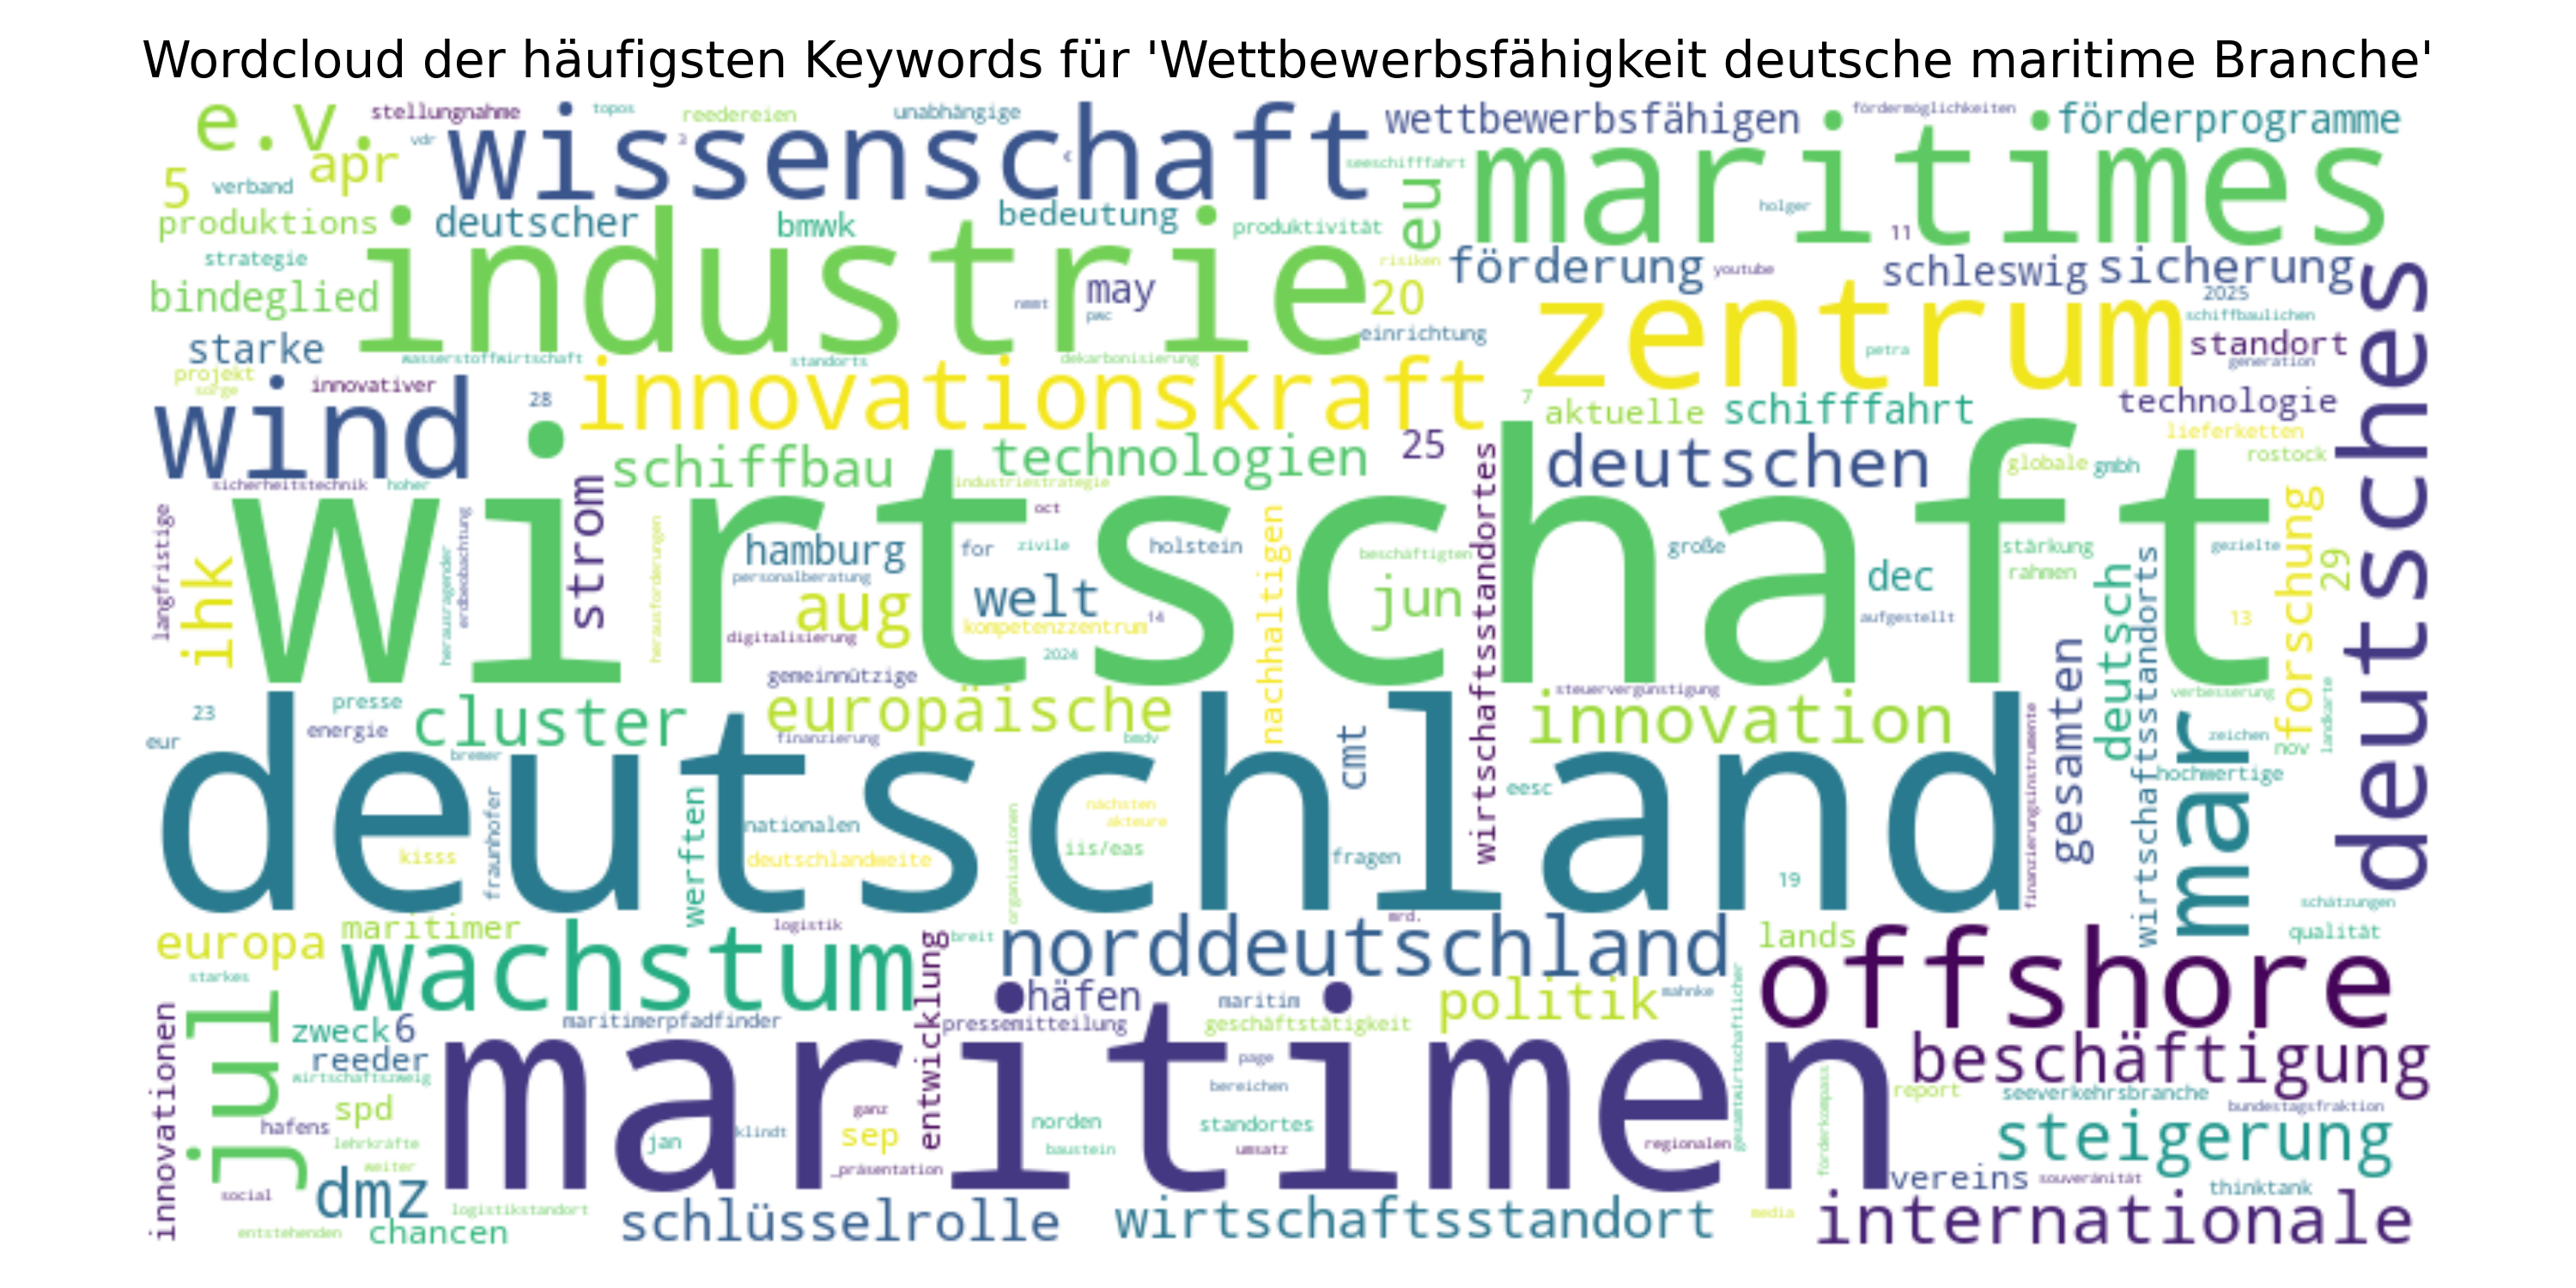 Wordcloud der häufigsten Keywords für 'Wettbewerbsfähigkeit deutsche maritime Branche'
e.v.
stellungnahme
topos
reedereien
unabhängige
wettbewerbsfähigen
fördermöglichkeiten
förderprogramme
vdr
wissenschaft
3
€
seeschifffahrt
maritimes
apr
5
verband
produktions
deutscher
bmwk
bedeutung
produktivität
eu
holger
11
industrie
strategie
bindeglied
may
nmmt
pwc
risiken
20
förderung
youtube
schleswig
sicherung
2025
deutsches
starke
einrichtung
zentrum
schiffbaulichen
standort
generation
petra
wasserstoffwirtschaft
standorts
dekarbonisierung
projekt
sorge
innovativer
wind
28
innovationskraft
7
aktuelle
schifffahrt
technologie
lieferketten
rostock
schiffbau
technologien
25
deutschen
globale
gmbh
sicherheitstechnik
hoher
industriestrategie
strom
wirtschaft
langfristige
ihk
herausragender
erdbeobachtung
herausforderungen
oct
hamburg
for
zivile
holstein
personalberatung
aug
welt
kompetenzzentrum
14
digitalisierung
2024
gemeinnützige
nachhaltigen
beschäftigten
jun
wirtschaftsstandortes
große
dec
aufgestellt
stärkung
rahmen
gezielte
deutsch
wirtschaftsstandorts
13
forschung
29
23
presse
energie
eur
cluster
europäische
finanzierung
bmdv
steuervergünstigung
innovation
cmt
gesamten
verbesserung
landkarte
zeichen
nov
hochwertige
mar
bremer
deutschland
eesc
finanzierungsinstrumente
kisss
fraunhofer
werften
nationalen
deutschlandweite
organisationen
nächsten
akteure
iis/eas
fragen
19
schätzungen
qualität
maritimer
logistik
europa
wachstum
breit
norddeutschland
mrd.
lands
offshore
starkes
entwicklung
häfen
maritim
politik
mahnke
gesamtwirtschaftlicher
innovationen
jul
zweck
6
maritimerpfadfinder
pressemitteilung
geschäftstätigkeit
reeder
wirtschaftszweig
maritimen
page
bereichen
beschäftigung
report
seeverkehrsbranche
bundestagsfraktion
spd
hafens
lehrkräfte
weiter
jan
klindt
ganz
sep
_präsentation
norden
baustein
standortes
umsatz
regionalen
förderkompass
steigerung
vereins
souveränität
thinktank
social
dmz
entstehenden
chancen
logistikstandort
schlüsselrolle
wirtschaftsstandort
media
internationale